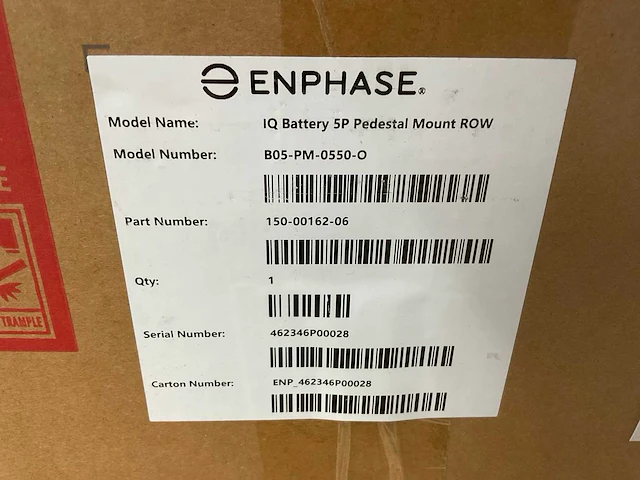 ENPHASE®
Model Name: IQ Battery 5P Pedestal Mount ROW
Model Number: B05-PM-0550-O
Part Number: 150-00162-06
Qty: 1
Serial Number: 462346P00028
Carton Number: ENP_462346P00028
TRAMPLE